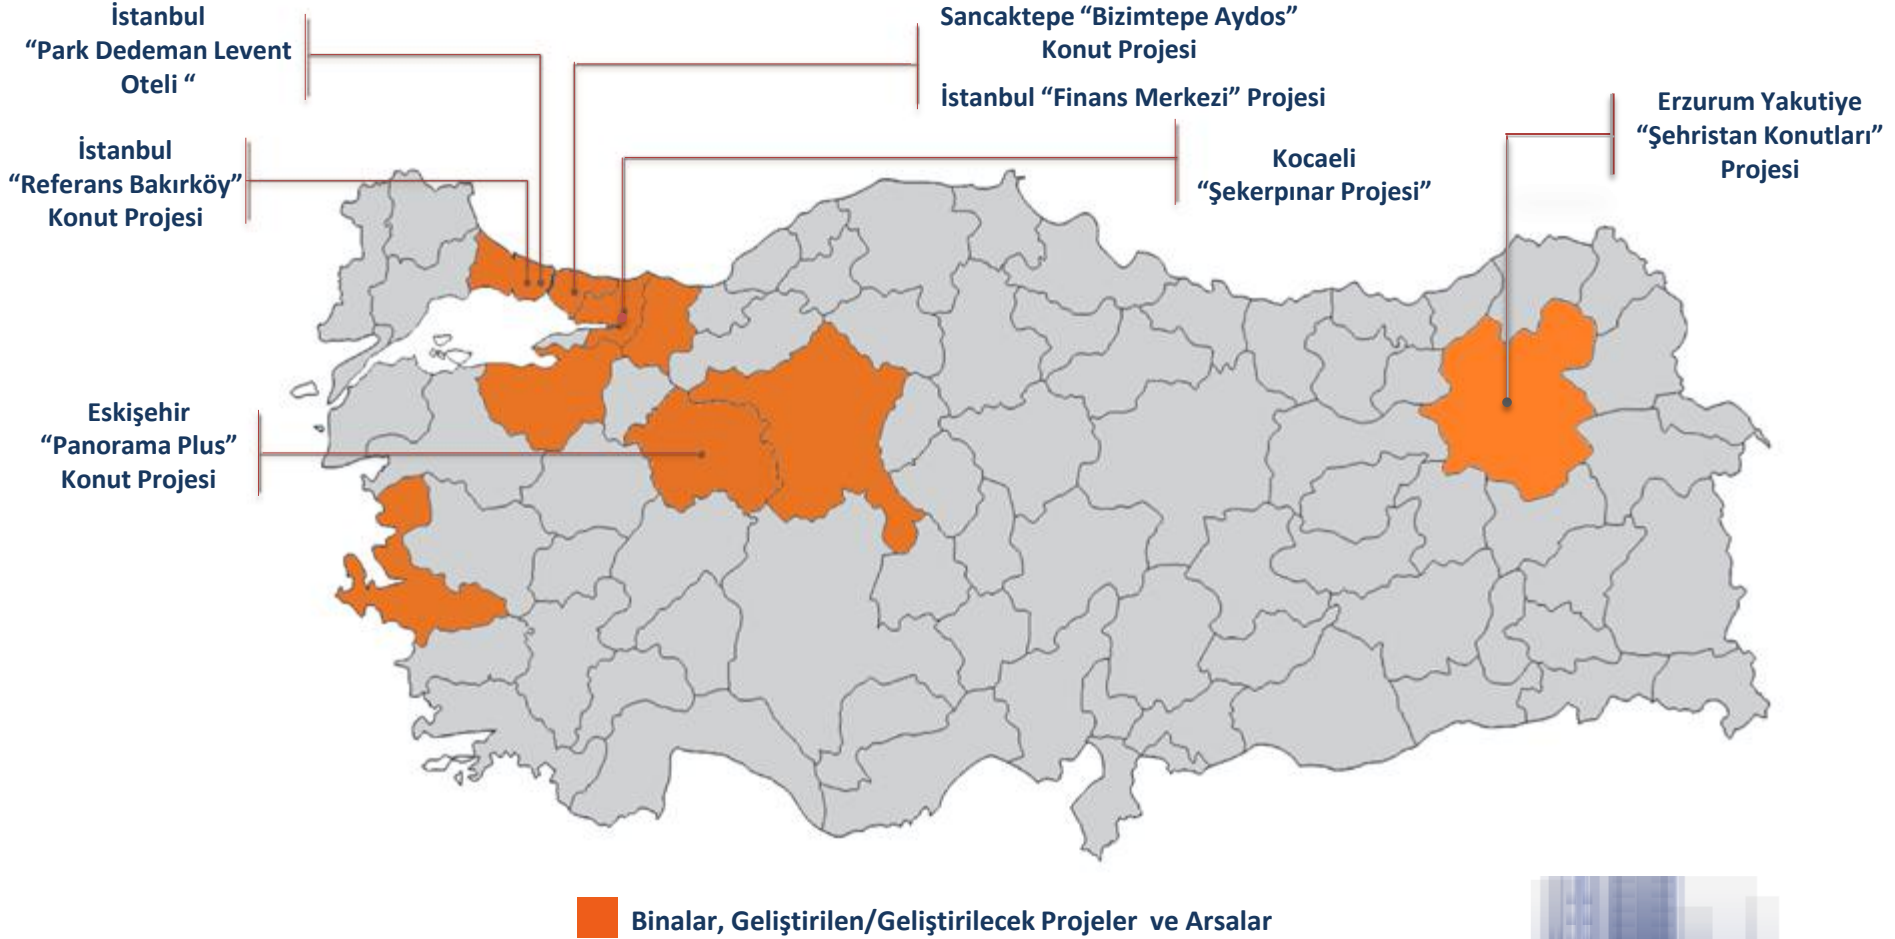 İstanbul
“Park Dedeman Levent
Oteli “
Sancaktepe “Bizimtepe Aydos”
Konut Projesi
İstanbul “Finans Merkezi” Projesi
Erzurum Yakutiye
“Şehristan Konutları”
Projesi
İstanbul
“Referans Bakırköy”
Konut Projesi
Kocaeli
“Şekerpınar Projesi”
Eskişehir
“Panorama Plus”
Konut Projesi
Binalar, Geliştirilen/Geliştirilecek Projeler ve Arsalar